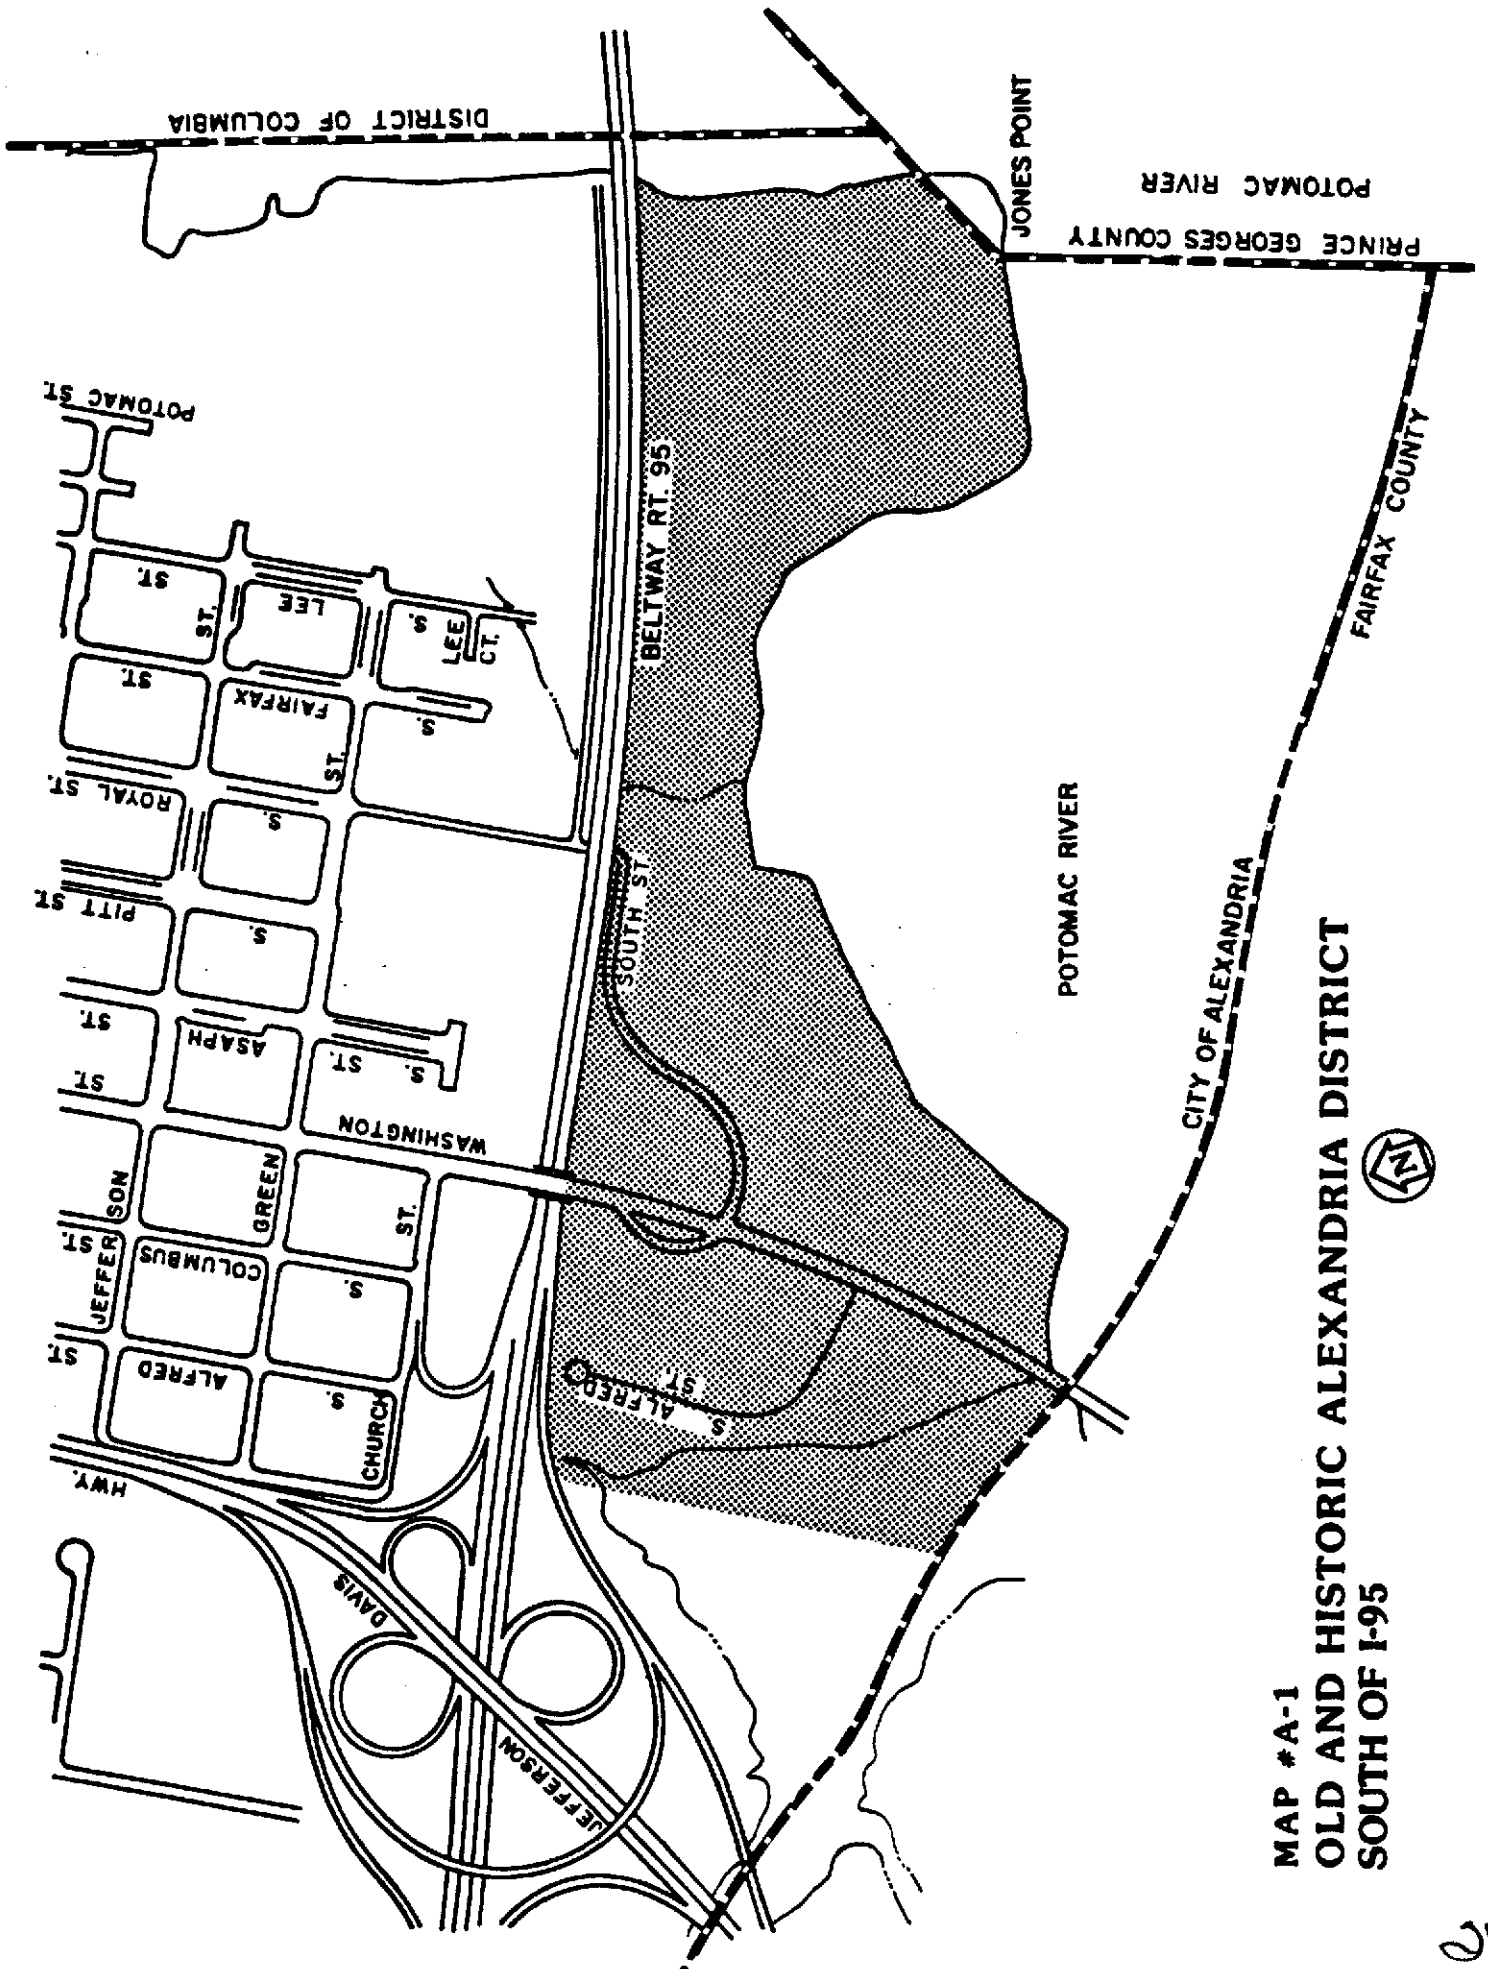 DISTRICT OF COLUMBIA
JONES POINT
POTOMAC RIVER
PRINCE GEORGES COUNTY
POTOMAC ST.
BELTWAY RT. 95
ST.
LEE
S.
ST.
LEE
CT.
ST.
FAIRFAX
S.
ST.
ROYAL ST.
S.
PITT ST.
S.
SOUTH ST.
ST.
ASAPH
ST.
S.
ST.
WASHINGTON
JEFFERSON
GREEN
ST.
ST.
COLUMBUS
S.
ST.
ALFRED
S.
CHURCH
S. ALFRED
ST.
HWY.
DAVIS
JEFFERSON
POTOMAC RIVER
FAIRFAX COUNTY
CITY OF ALEXANDRIA
N
MAP #A-1
OLD AND HISTORIC ALEXANDRIA DISTRICT
SOUTH OF I-95